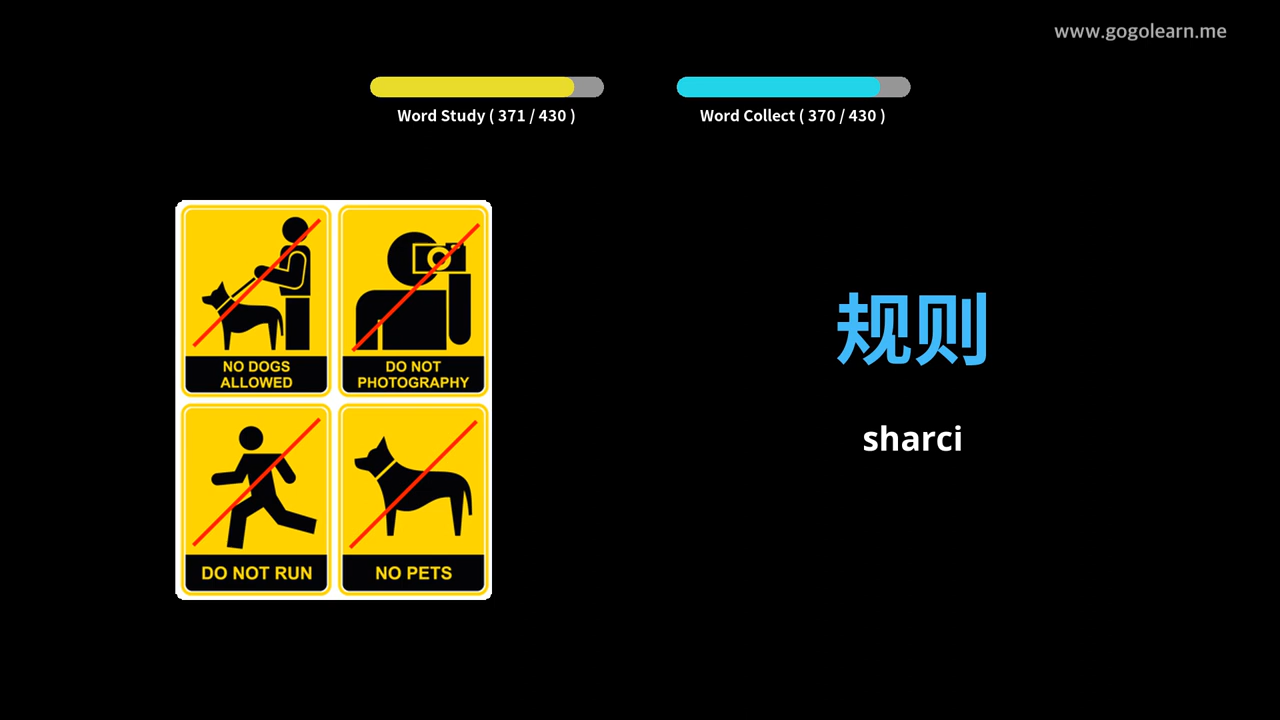 www.gogolearn.me
Word Study ( 371 / 430 )
Word Collect ( 370 / 430 )
NO DOGS
ALLOWED
DO NOT
PHOTOGRAPHY
DO NOT RUN
NO PETS
规则
sharci